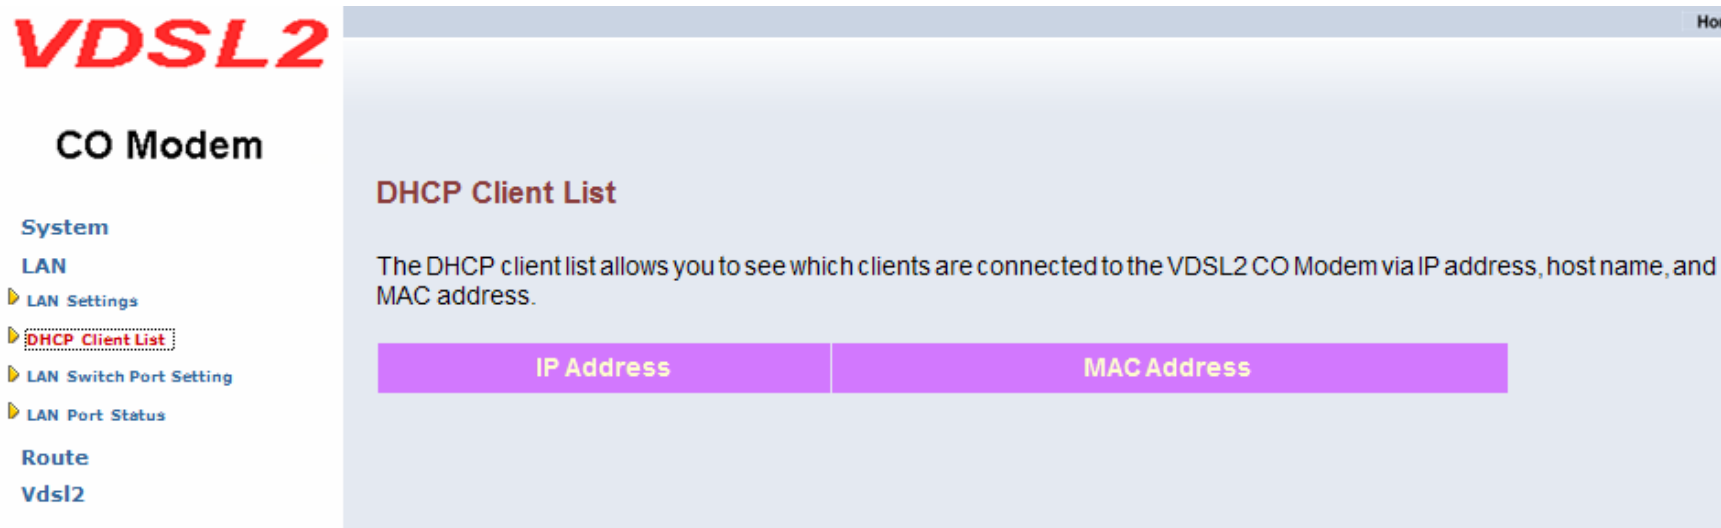 VDSL2
CO Modem
System
LAN
LAN Settings
DHCP Client List
LAN Switch Port Setting
LAN Port Status
Route
Vdsl2
DHCP Client List
The DHCP client list allows you to see which clients are connected to the VDSL2 CO Modem via IP address, host name, and
MAC address.
IP Address MAC Address